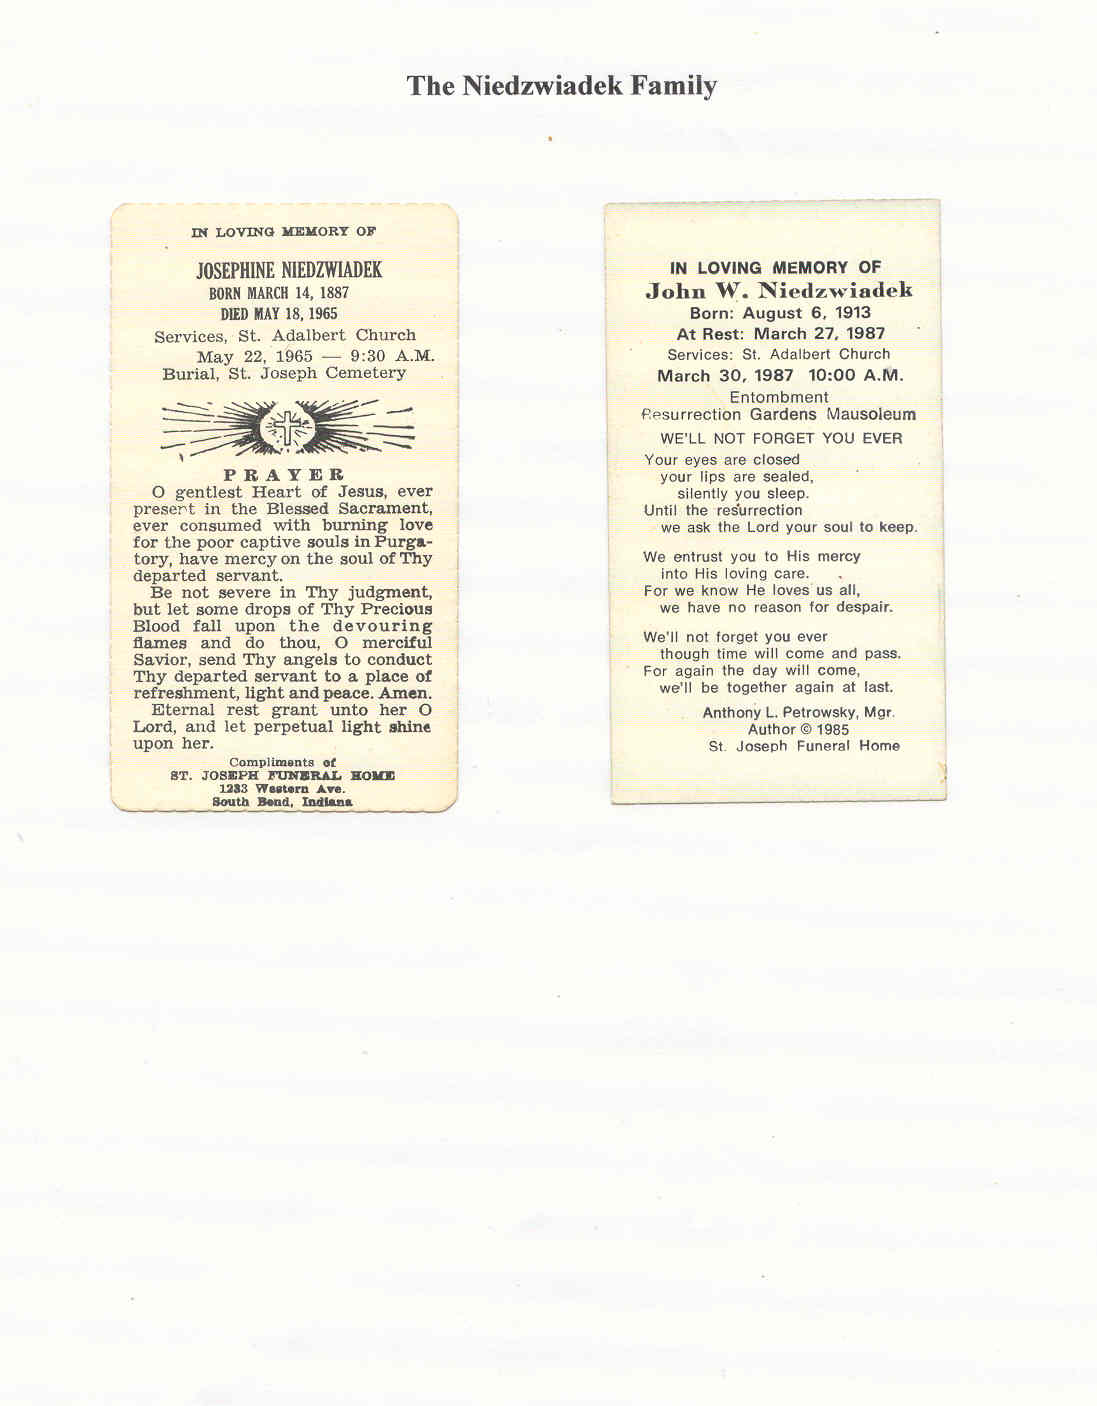 The Niedzwiadek Family
IN LOVING MEMORY OF
JOSEPHINE NIEDZWIADEK
BORN MARCH 14, 1887
DIED MAY 18, 1965
Services, St. Adalbert Church
May 22, 1965 — 9:30 A.M.
Burial, St. Joseph Cemetery
PRAYER
O gentlest Heart of Jesus, ever
present in the Blessed Sacrament,
ever consumed with burning love
for the poor captive souls in Purga-
tory, have mercy on the soul of Thy
departed servant.
Be not severe in Thy judgment,
but let some drops of Thy Precious
Blood fall upon the devouring
flames and do thou, O merciful
Savior, send Thy angels to conduct
Thy departed servant to a place of
refreshment, light and peace. Amen.
Eternal rest grant unto her O
Lord, and let perpetual light shine
upon her.
Compliments of
ST. JOSEPH FUNERAL HOME
1233 Western Ave.
South Bend, Indiana
IN LOVING MEMORY OF
John W. Niedzwiadek
Born: August 6, 1913
At Rest: March 27, 1987
Services: St. Adalbert Church
March 30, 1987 10:00 A.M.
Entombment
Resurrection Gardens Mausoleum
WE'LL NOT FORGET YOU EVER
Your eyes are closed
your lips are sealed,
silently you sleep.
Until the resurrection
we ask the Lord your soul to keep.
We entrust you to His mercy
into His loving care.
For we know He loves us all,
we have no reason for despair.
We'll not forget you ever
though time will come and pass.
For again the day will come,
we'll be together again at last.
Anthony L. Petrowsky, Mgr.
Author © 1985
St. Joseph Funeral Home